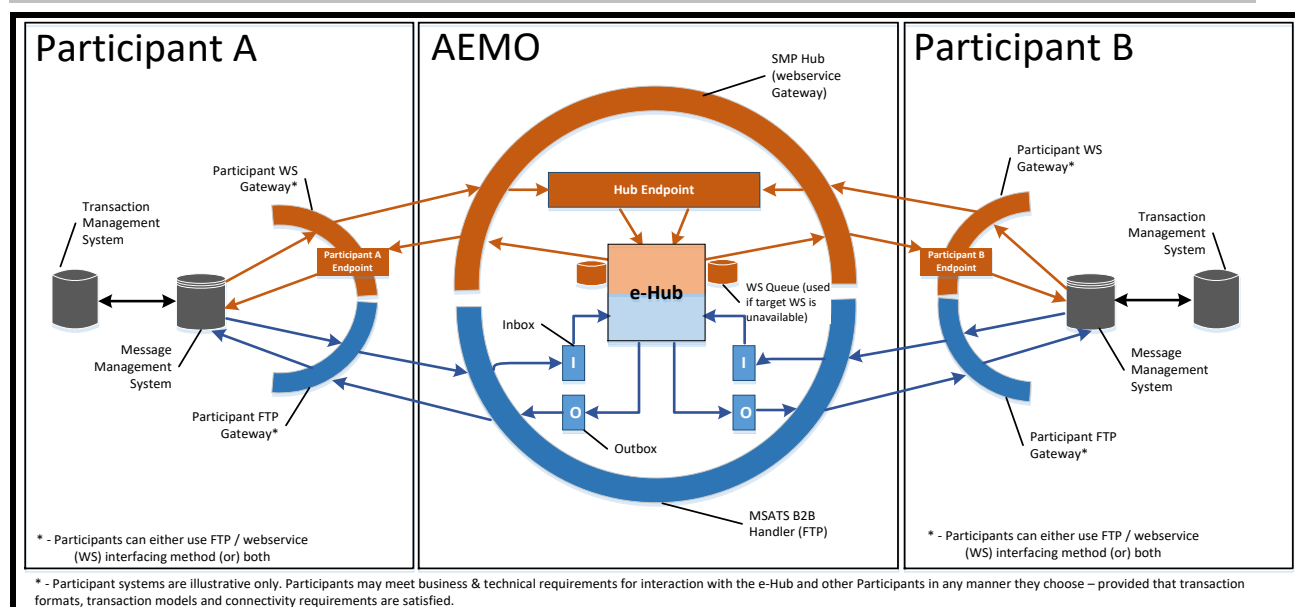 Participant A
AEMO
Participant B
SMP Hub
(webservice
Gateway)
Participant WS
Gateway*
Participant WS
Gateway*
Hub Endpoint
Transaction
Management
System
Transaction
Management
System
Participant A
Endpoint
Participant B
Endpoint
e-Hub
WS Queue (used
if target WS is
unavailable)
Inbox
I
I
Message
Management
System
Message
Management
System
O
O
Participant FTP
Gateway*
Outbox
Participant FTP
Gateway*
MSATS B2B
Handler (FTP)
* - Participants can either use FTP / webservice
(WS) interfacing method (or) both
* - Participants can either use FTP / webservice
(WS) interfacing method (or) both
* - Participant systems are illustrative only. Participants may meet business & technical requirements for interaction with the e-Hub and other Participants in any manner they choose – provided that transaction
formats, transaction models and connectivity requirements are satisfied.